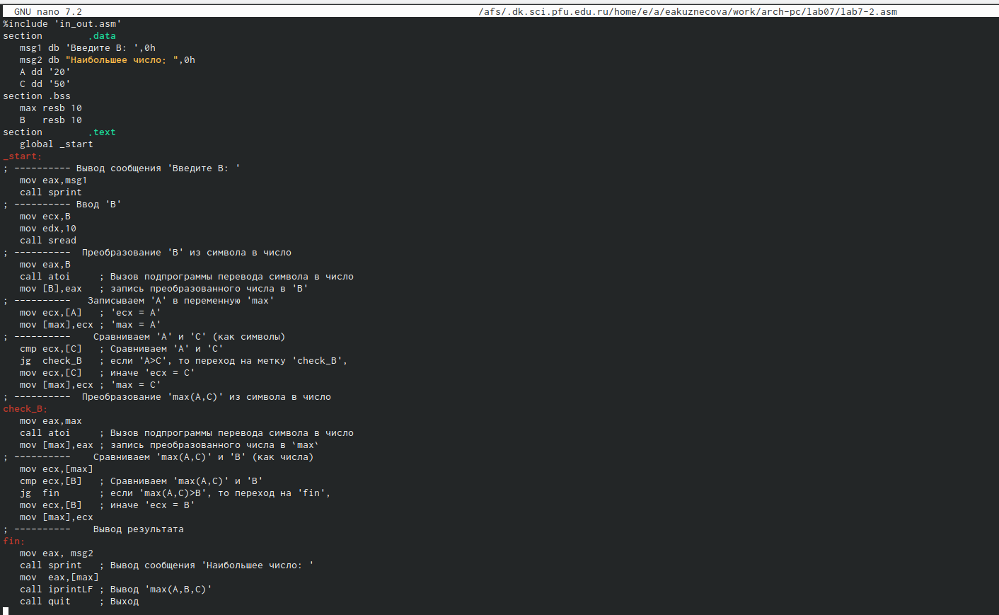 GNU nano 7.2 /afs/.dk.sci.pfu.edu.ru/home/e/a/eakuznecova/work/arch-pc/lab07/lab7-2.asm
%include 'in_out.asm'
section        .data
   msg1 db 'Введите B: ',0h
   msg2 db "Наибольшее число: ",0h
   A dd '20'
   C dd '50'
section .bss
   max resb 10
   B   resb 10
section        .text
   global _start
_start:
; ---------- Вывод сообщения 'Введите B: '
   mov eax,msg1
   call sprint
; ---------- Ввод 'B'
   mov ecx,B
   mov edx,10
   call sread
; ----------  Преобразование 'B' из символа в число
   mov eax,B
   call atoi     ; Вызов подпрограммы перевода символа в число
   mov [B],eax   ; запись преобразованного числа в 'B'
; ----------   Записываем 'A' в переменную 'max'
   mov ecx,[A]   ; 'ecx = A'
   mov [max],ecx ; 'max = A'
; ----------    Сравниваем 'A' и 'С' (как символы)
   cmp ecx,[C]   ; Сравниваем 'A' и 'С'
   jg  check_B   ; если 'A>C', то переход на метку 'check_B',
   mov ecx,[C]   ; иначе 'ecx = C'
   mov [max],ecx ; 'max = C'
; ----------  Преобразование 'max(A,C)' из символа в число
check_B:
   mov eax,max
   call atoi     ; Вызов подпрограммы перевода символа в число
   mov [max],eax ; запись преобразованного числа в `max`
; ----------    Сравниваем 'max(A,C)' и 'B' (как числа)
   mov ecx,[max]
   cmp ecx,[B]   ; Сравниваем 'max(A,C)' и 'B'
   jg  fin       ; если 'max(A,C)>B', то переход на 'fin',
   mov ecx,[B]   ; иначе 'ecx = B'
   mov [max],ecx
; ----------    Вывод результата
fin:
   mov eax, msg2
   call sprint   ; Вывод сообщения 'Наибольшее число: '
   mov  eax,[max]
   call iprintLF ; Вывод 'max(A,B,C)'
   call quit     ; Выход